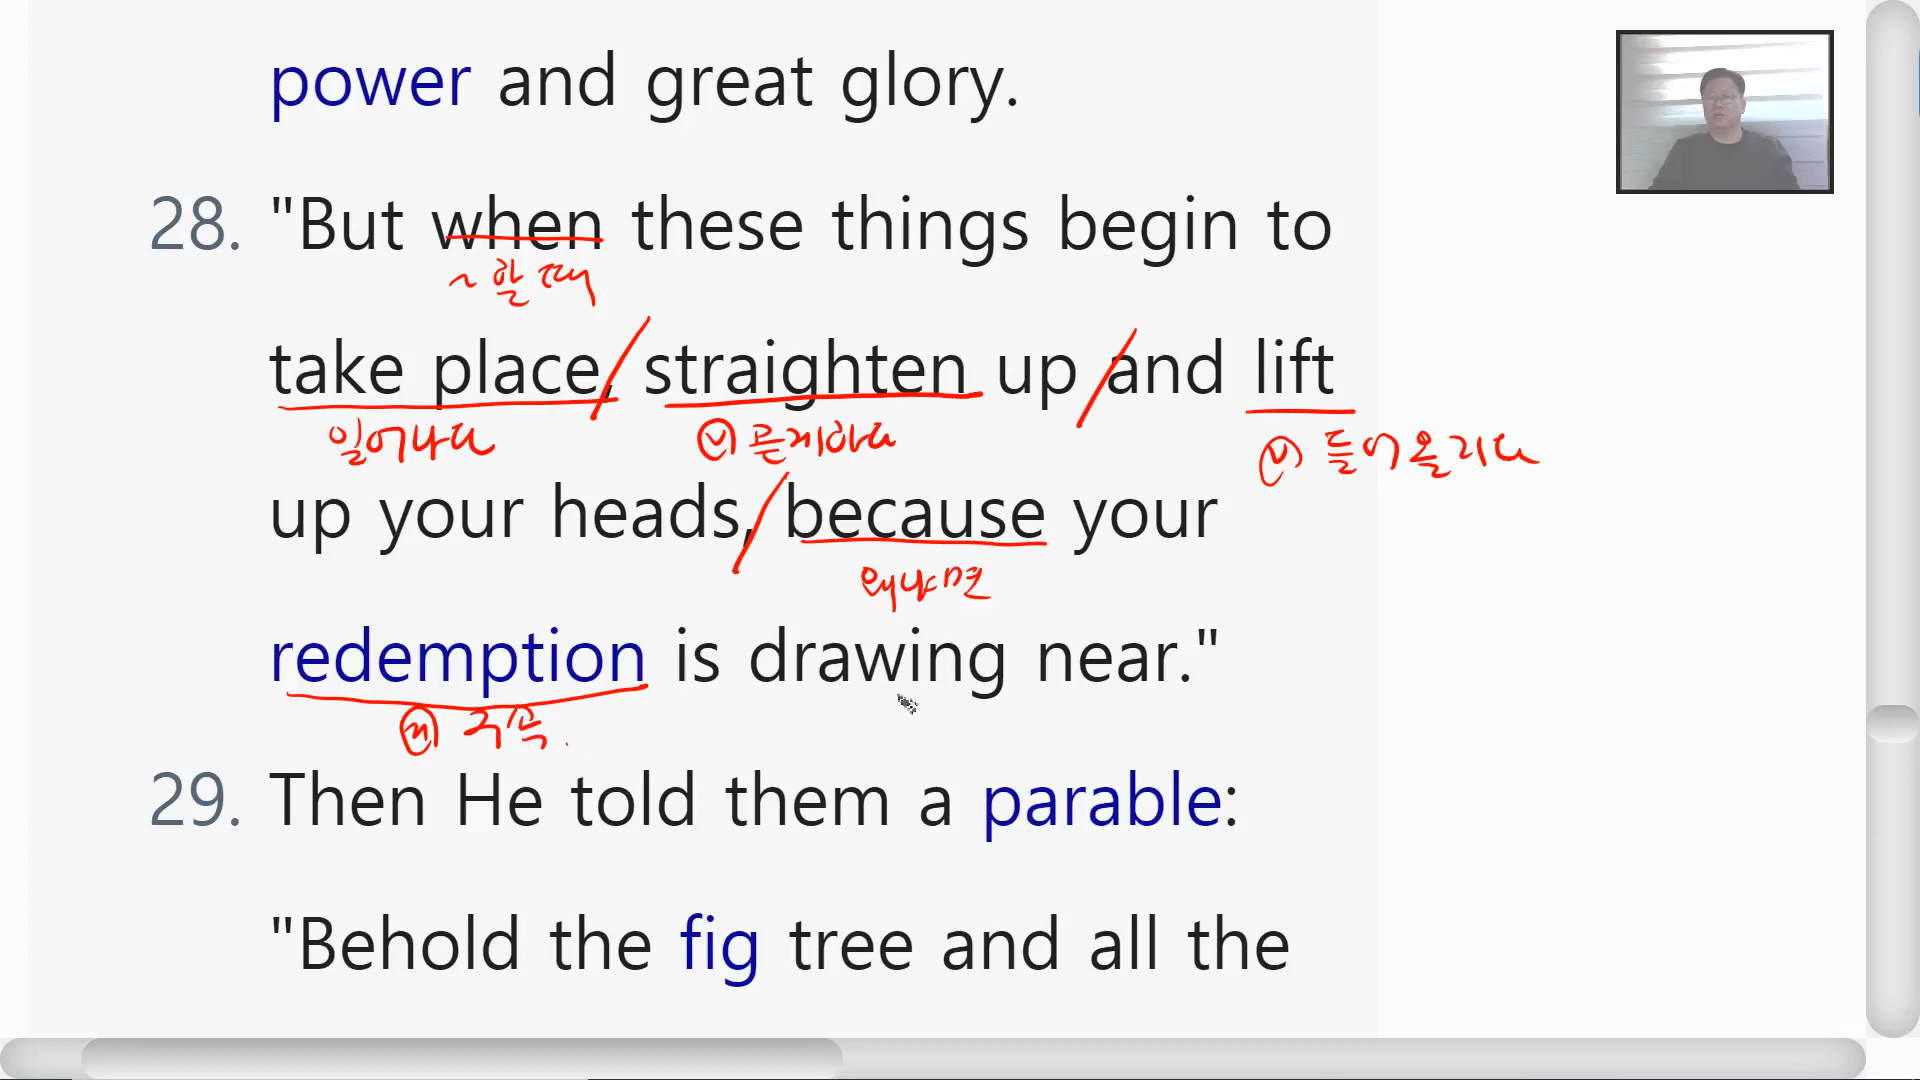 power and great glory.
28. "But when these things begin to
~할 때
take place, straighten up and lift
일어나다 ⓥ 곧게하다 ⓥ 들어올리다
up your heads, because your
왜냐면
redemption is drawing near."
ⓝ 구속.
29. Then He told them a parable:
"Behold the fig tree and all the